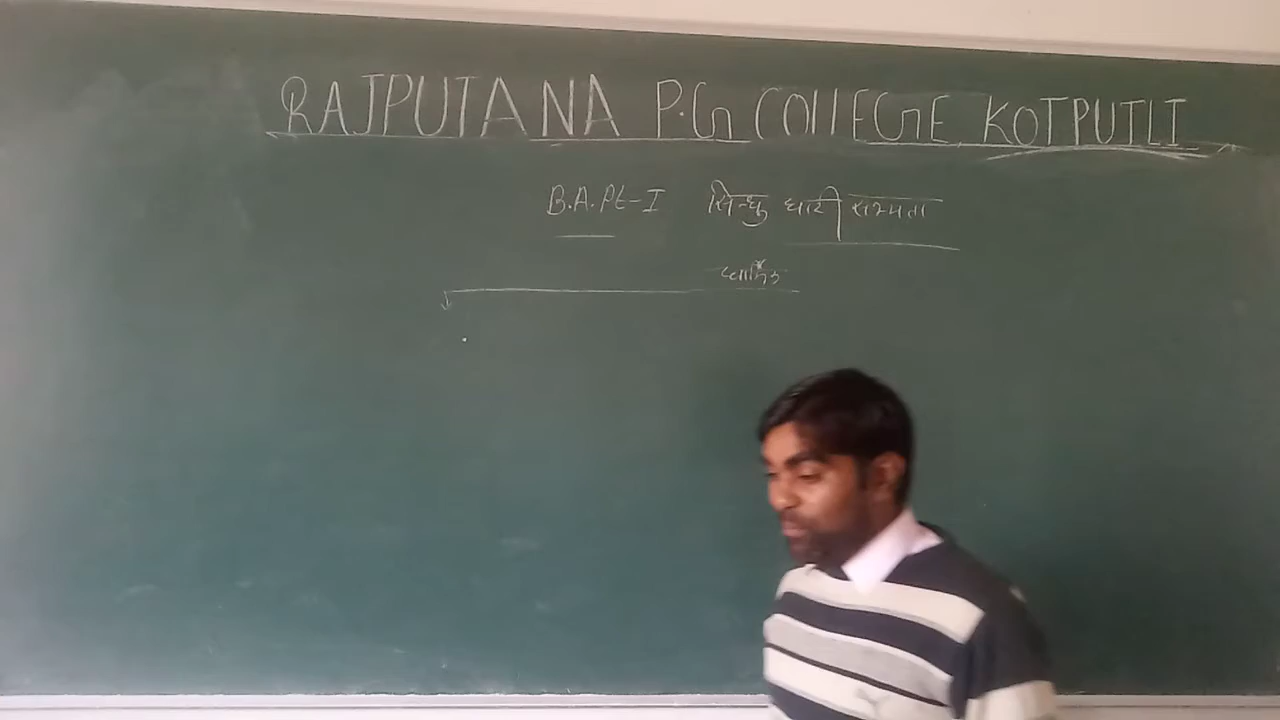 RAJPUTANA P.G COLLEGE KOTPUTLI
B.A. Pt-I सिन्धु घाटी सभ्यता